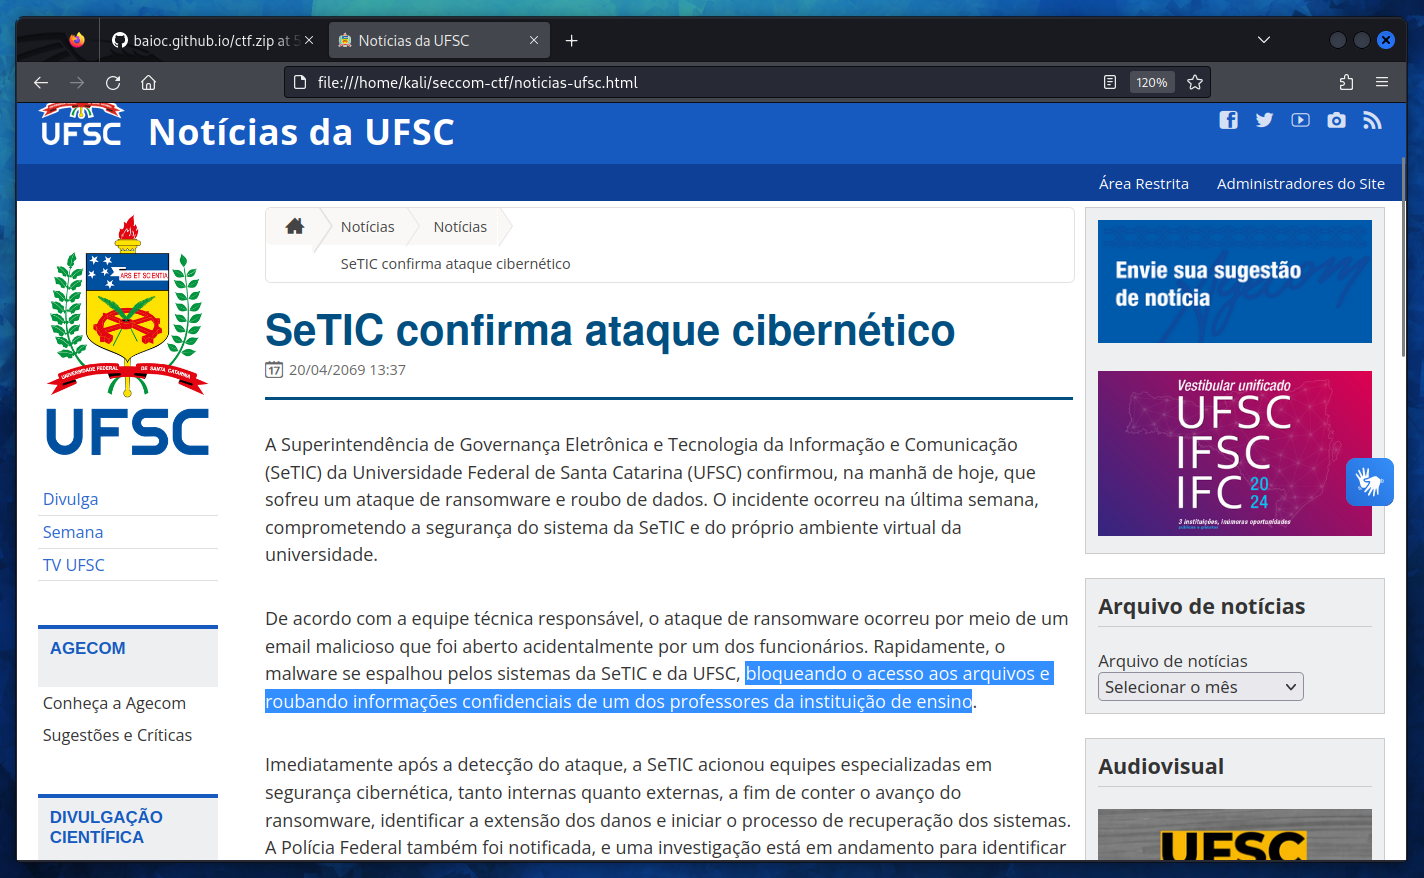 baioc.github.io/ctf.zip at 5
Notícias da UFSC
file:///home/kali/seccom-ctf/noticias-ufsc.html
120%
UFSC
Notícias da UFSC
Área Restrita
Administradores do Site
ARS ET SCIENTIA
UNIVERSIDADE FEDERAL DE SANTA CATARINA
UFSC
Divulga
Semana
TV UFSC
AGECOM
Conheça a Agecom
Sugestões e Críticas
DIVULGAÇÃO
CIENTÍFICA
Notícias
Notícias
SeTIC confirma ataque cibernético
SeTIC confirma ataque cibernético
17
20/04/2069 13:37
A Superintendência de Governança Eletrônica e Tecnologia da Informação e Comunicação
(SeTIC) da Universidade Federal de Santa Catarina (UFSC) confirmou, na manhã de hoje, que
sofreu um ataque de ransomware e roubo de dados. O incidente ocorreu na última semana,
comprometendo a segurança do sistema da SeTIC e do próprio ambiente virtual da
universidade.
De acordo com a equipe técnica responsável, o ataque de ransomware ocorreu por meio de um
email malicioso que foi aberto acidentalmente por um dos funcionários. Rapidamente, o
malware se espalhou pelos sistemas da SeTIC e da UFSC, bloqueando o acesso aos arquivos e
roubando informações confidenciais de um dos professores da instituição de ensino.
Imediatamente após a detecção do ataque, a SeTIC acionou equipes especializadas em
segurança cibernética, tanto internas quanto externas, a fim de conter o avanço do
ransomware, identificar a extensão dos danos e iniciar o processo de recuperação dos sistemas.
A Polícia Federal também foi notificada, e uma investigação está em andamento para identificar
Envie sua sugestão
de notícia
Agecom
Vestibular unificado
UFSC
IFSC
IFC 20
24
3 instituições, inúmeras oportunidades
Arquivo de notícias
Arquivo de notícias
Selecionar o mês
Audiovisual
UFSC